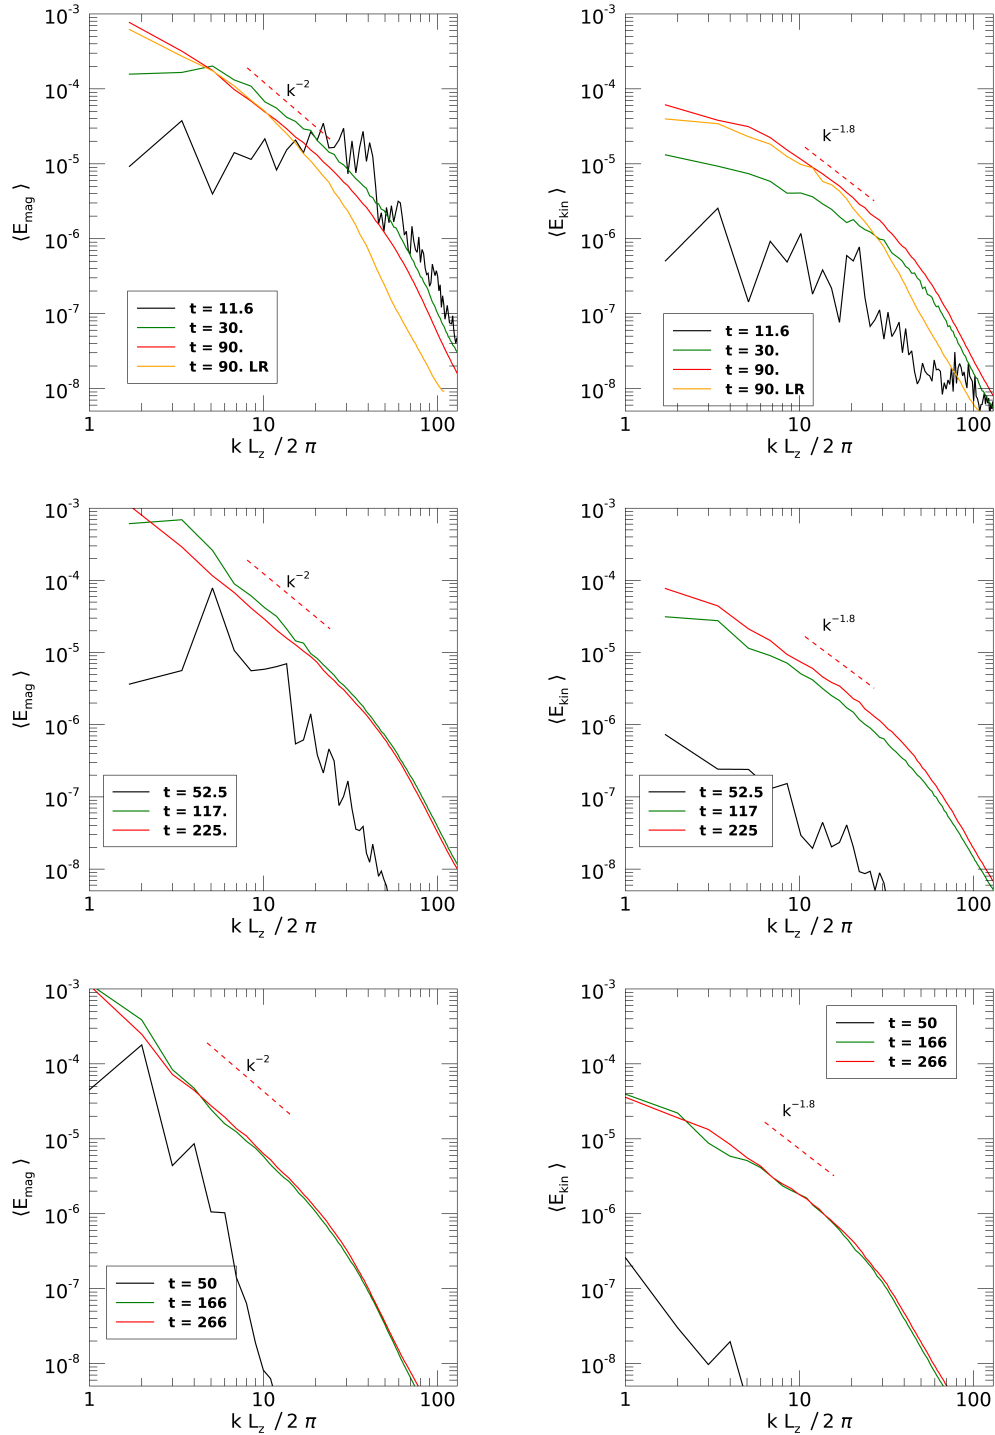 10^-3
10^-4
10^-5
10^-6
10^-7
10^-8
⟨E_mag⟩
k^-2
t = 11.6
t = 30.
t = 90.
t = 90. LR
1 10 100
k L_z / 2 π
10^-3
10^-4
10^-5
10^-6
10^-7
10^-8
⟨E_kin⟩
k^-1.8
t = 11.6
t = 30.
t = 90.
t = 90. LR
1 10 100
k L_z / 2 π
10^-3
10^-4
10^-5
10^-6
10^-7
10^-8
⟨E_mag⟩
k^-2
t = 52.5
t = 117.
t = 225.
1 10 100
k L_z / 2 π
10^-3
10^-4
10^-5
10^-6
10^-7
10^-8
⟨E_kin⟩
k^-1.8
t = 52.5
t = 117
t = 225
1 10 100
k L_z / 2 π
10^-3
10^-4
10^-5
10^-6
10^-7
10^-8
⟨E_mag⟩
k^-2
t = 50
t = 166
t = 266
1 10 100
k L_z / 2 π
10^-3
10^-4
10^-5
10^-6
10^-7
10^-8
⟨E_kin⟩
t = 50
t = 166
t = 266
k^-1.8
1 10 100
k L_z / 2 π